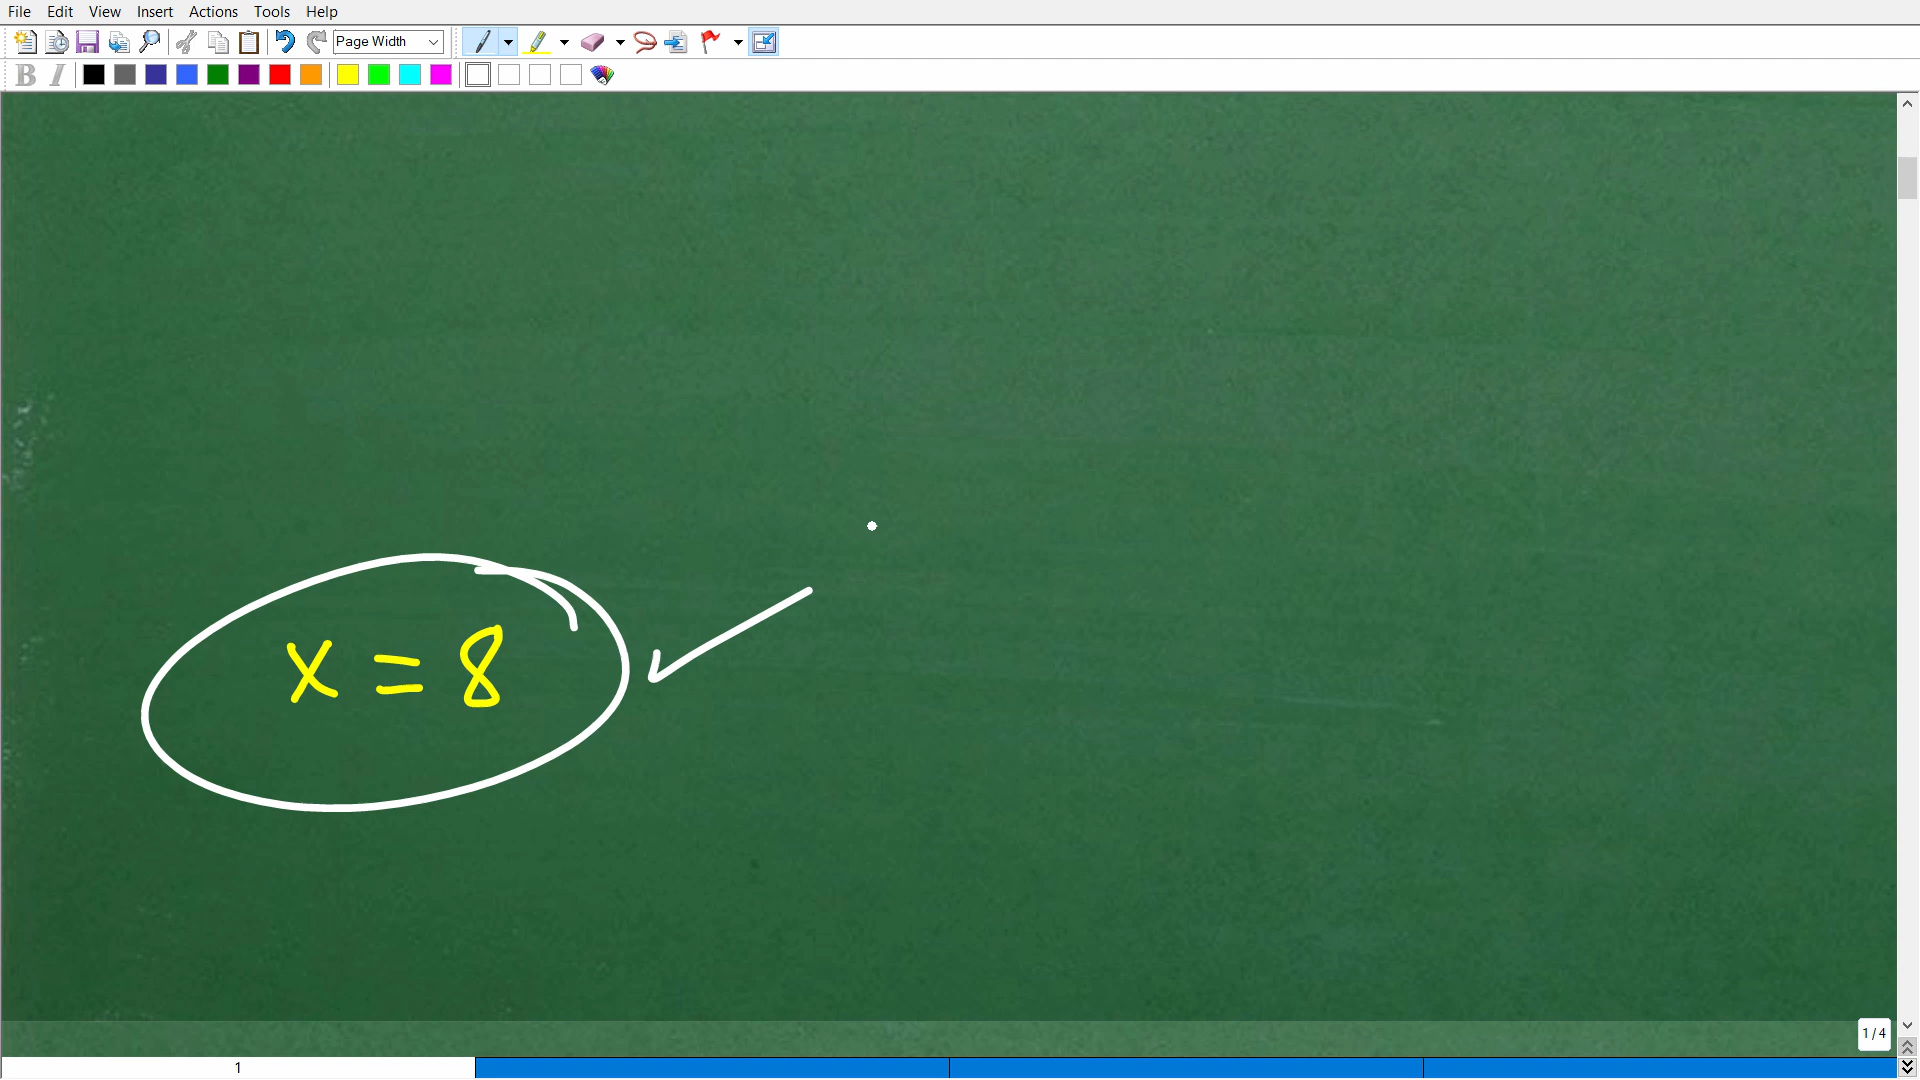 File Edit View Insert Actions Tools Help
Page Width
B I
x = 8
1 / 4
1